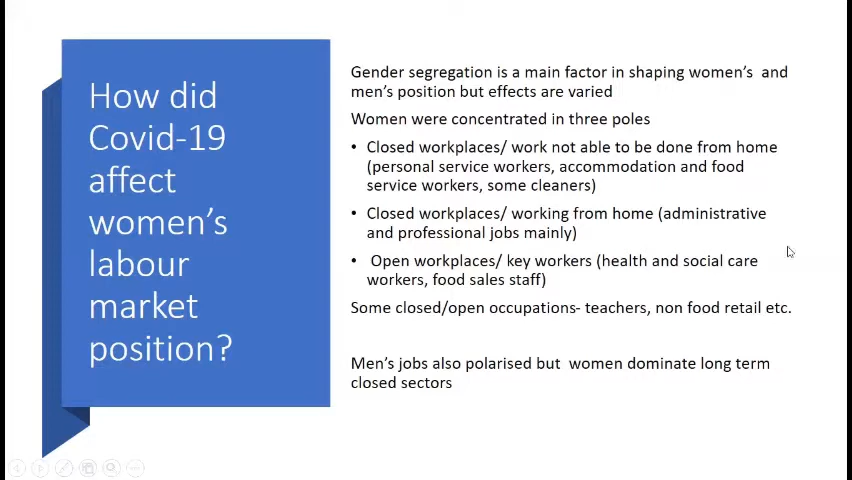 How did
Covid-19
affect
women's
labour
market
position?
Gender segregation is a main factor in shaping women's and
men's position but effects are varied
Women were concentrated in three poles
• Closed workplaces/ work not able to be done from home
(personal service workers, accommodation and food
service workers, some cleaners)
• Closed workplaces/ working from home (administrative
and professional jobs mainly)
• Open workplaces/ key workers (health and social care
workers, food sales staff)
Some closed/open occupations- teachers, non food retail etc.
Men's jobs also polarised but women dominate long term
closed sectors